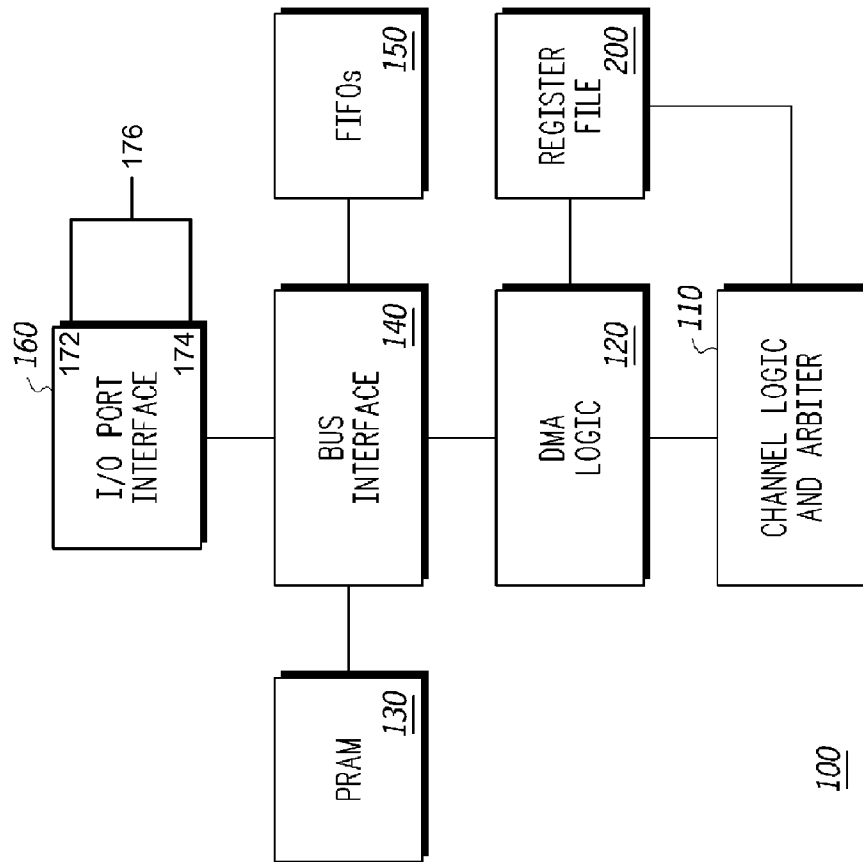 176
160
172
174
I/O PORT
INTERFACE
FIFOs
150
BUS
INTERFACE
140
PRAM
130
REGISTER
FILE
200
DMA
LOGIC
120
110
CHANNEL LOGIC
AND ARBITER
100